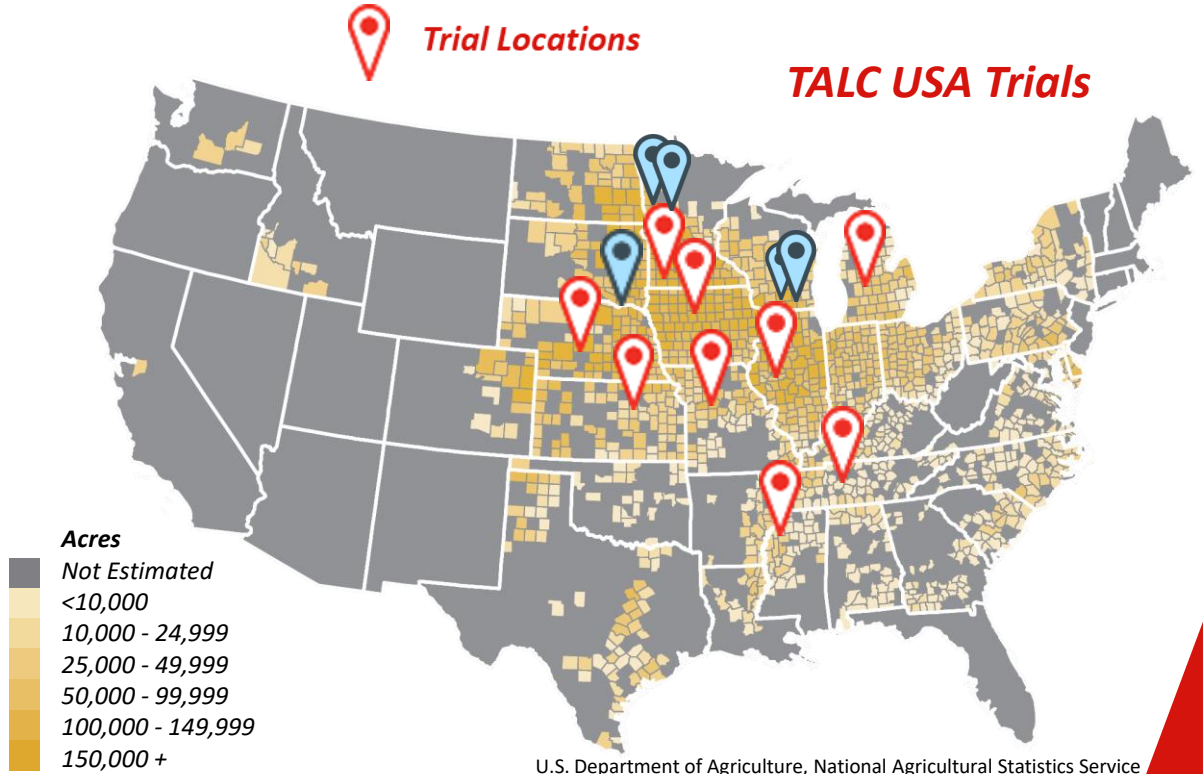 Trial Locations
TALC USA Trials
Acres
Not Estimated
<10,000
10,000 - 24,999
25,000 - 49,999
50,000 - 99,999
100,000 - 149,999
150,000 +
U.S. Department of Agriculture, National Agricultural Statistics Service